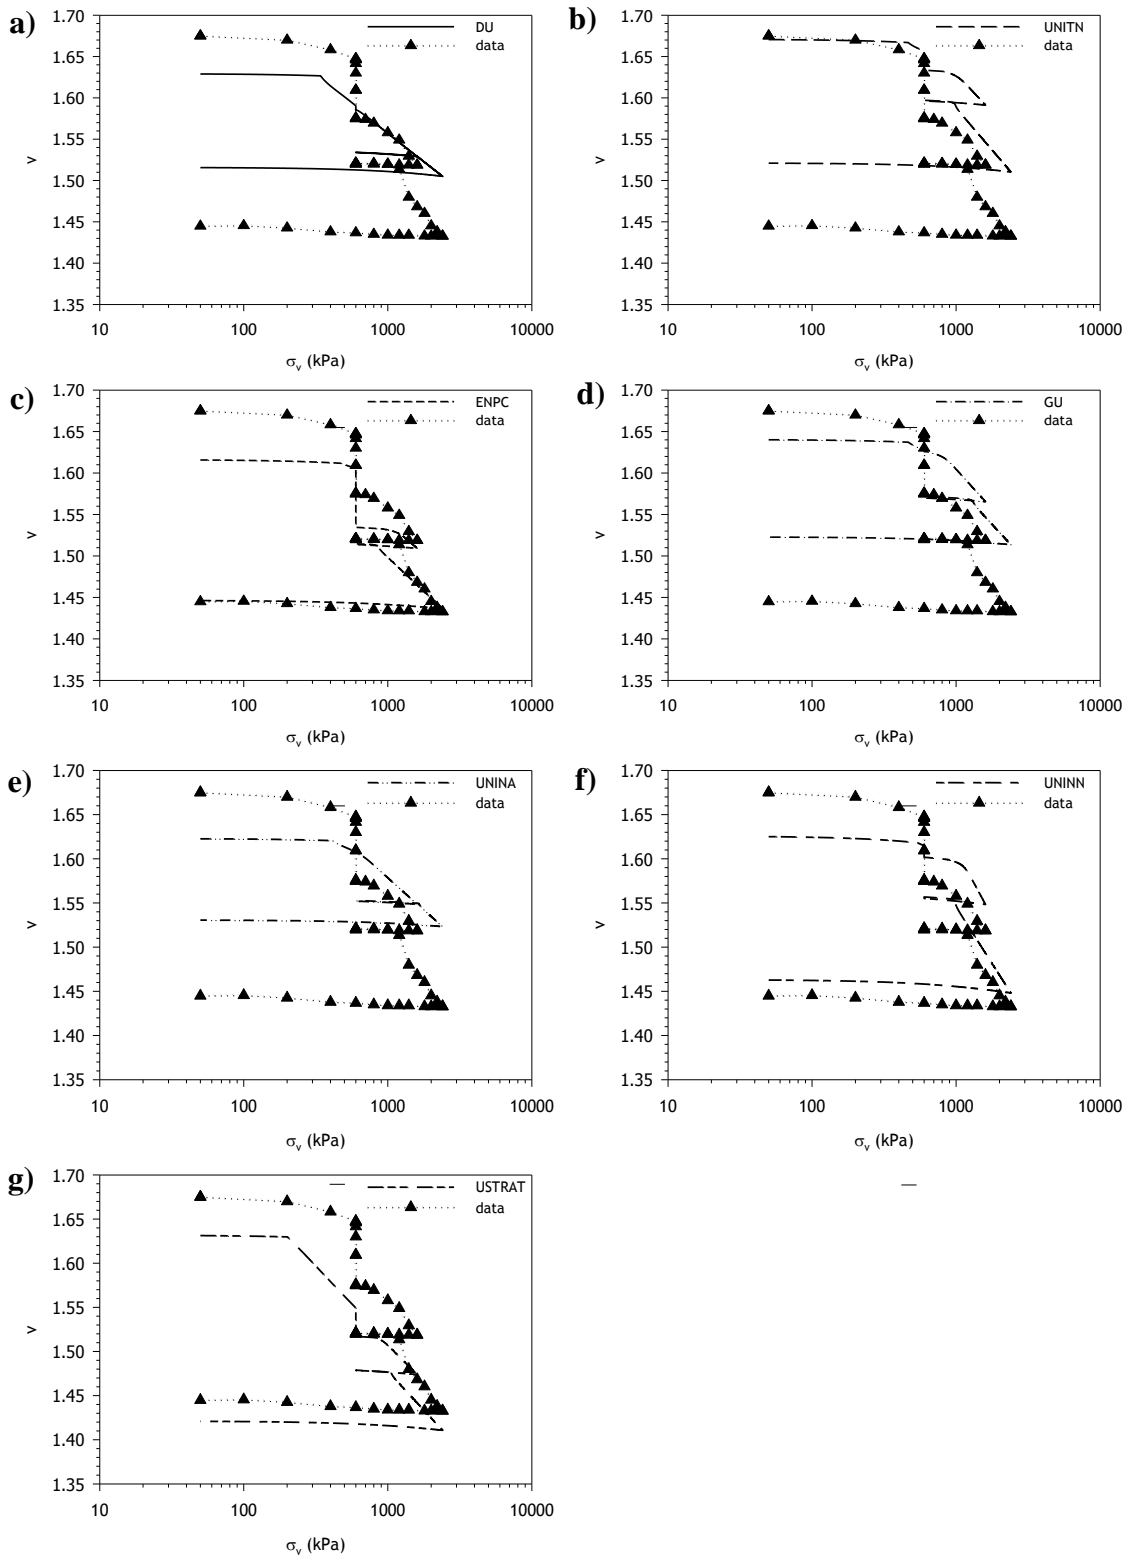 a)
1.70
1.65
1.60
1.55
1.50
1.45
1.40
1.35
v
10
100
1000
10000
σv (kPa)
DU
data
b)
1.70
1.65
1.60
1.55
1.50
1.45
1.40
1.35
v
10
100
1000
10000
σv (kPa)
UNITN
data
c)
1.70
1.65
1.60
1.55
1.50
1.45
1.40
1.35
v
10
100
1000
10000
σv (kPa)
ENPC
data
d)
1.70
1.65
1.60
1.55
1.50
1.45
1.40
1.35
v
10
100
1000
10000
σv (kPa)
GU
data
e)
1.70
1.65
1.60
1.55
1.50
1.45
1.40
1.35
v
10
100
1000
10000
σv (kPa)
UNINA
data
f)
1.70
1.65
1.60
1.55
1.50
1.45
1.40
1.35
v
10
100
1000
10000
σv (kPa)
UNINN
data
g)
1.70
1.65
1.60
1.55
1.50
1.45
1.40
1.35
v
10
100
1000
10000
σv (kPa)
USTRAT
data